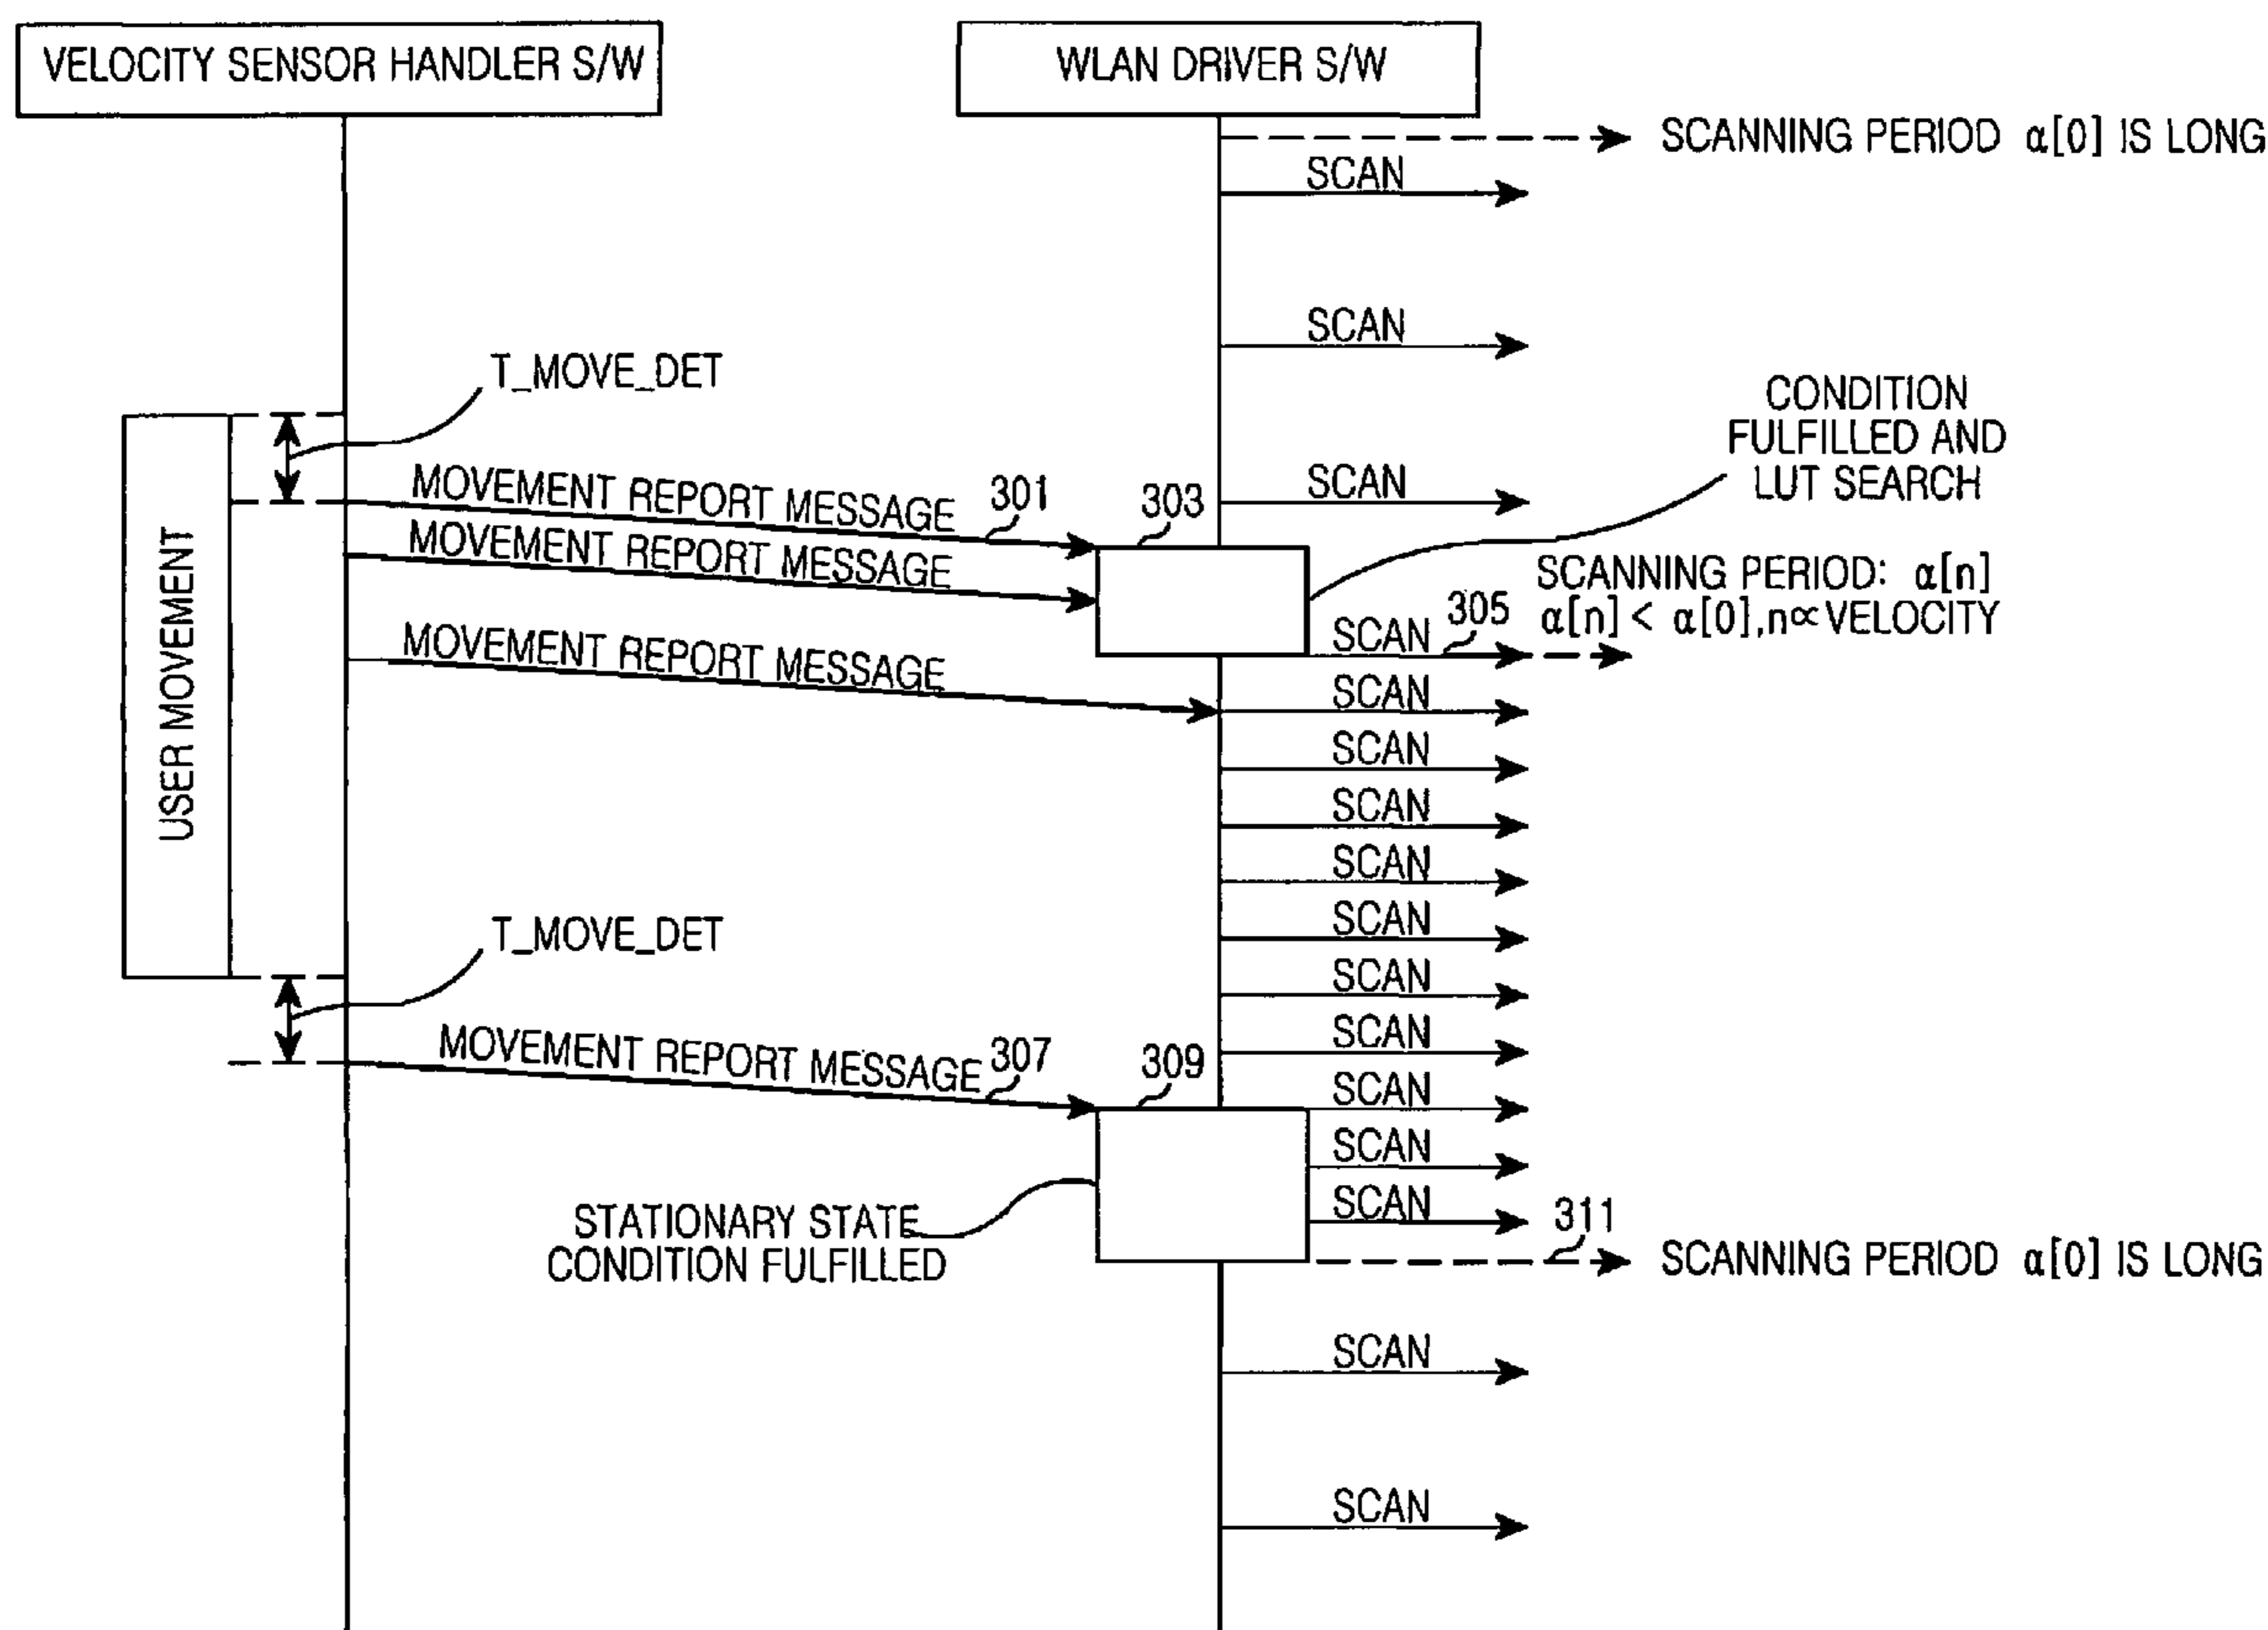 VELOCITY SENSOR HANDLER S/W
WLAN DRIVER S/W
SCANNING PERIOD α[0] IS LONG
SCAN
SCAN
T_MOVE_DET
CONDITION
FULFILLED AND
LUT SEARCH
SCAN
MOVEMENT REPORT MESSAGE 301
303
MOVEMENT REPORT MESSAGE
USER MOVEMENT
SCANNING PERIOD: α[n]
α[n] < α[0],n∝VELOCITY
SCAN 305
MOVEMENT REPORT MESSAGE
SCAN
SCAN
SCAN
SCAN
T_MOVE_DET
SCAN
SCAN
SCAN
MOVEMENT REPORT MESSAGE 307
309
SCAN
SCAN
SCAN
STATIONARY STATE
CONDITION FULFILLED
311
SCANNING PERIOD α[0] IS LONG
SCAN
SCAN